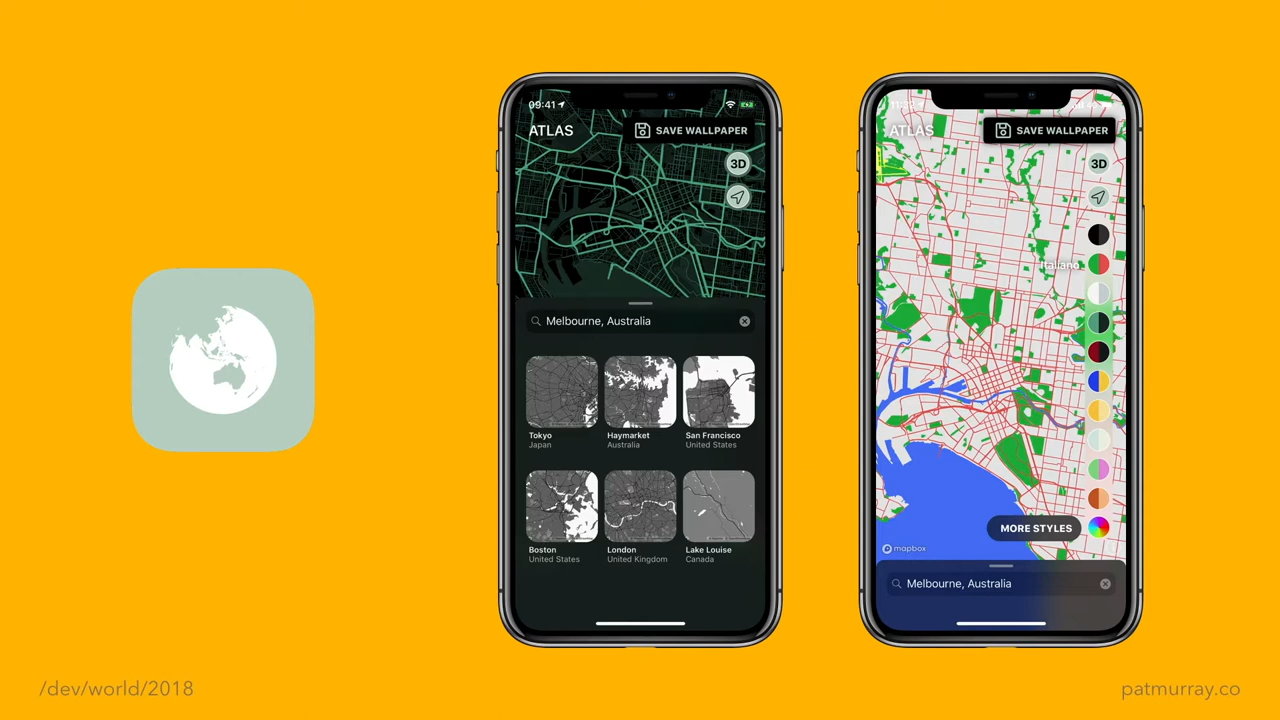 09:41
ATLAS
SAVE WALLPAPER
3D
Melbourne, Australia
Tokyo
Japan
Haymarket
Australia
San Francisco
United States
Boston
United States
London
United Kingdom
Lake Louise
Canada
ATLAS
SAVE WALLPAPER
3D
Italiano
MORE STYLES
mapbox
Melbourne, Australia
/dev/world/2018
patmurray.co